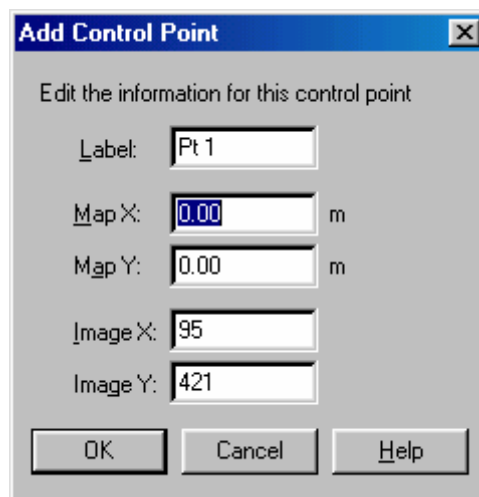 Add Control Point
Edit the information for this control point
Label: Pt 1
Map X: 0.00 m
Map Y: 0.00 m
Image X: 95
Image Y: 421
OK Cancel Help